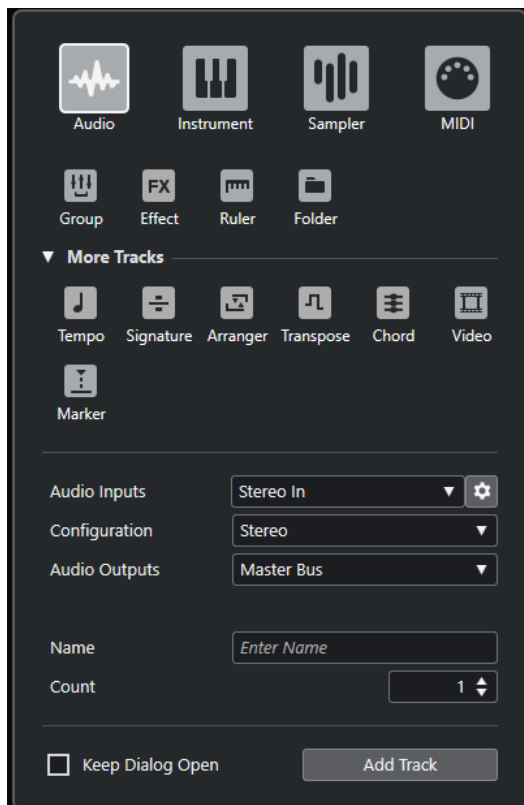 Audio Instrument Sampler MIDI
FX
Group Effect Ruler Folder
More Tracks
Tempo Signature Arranger Transpose Chord Video
Marker
Audio Inputs Stereo In
Configuration Stereo
Audio Outputs Master Bus
Name Enter Name
Count 1
Keep Dialog Open Add Track